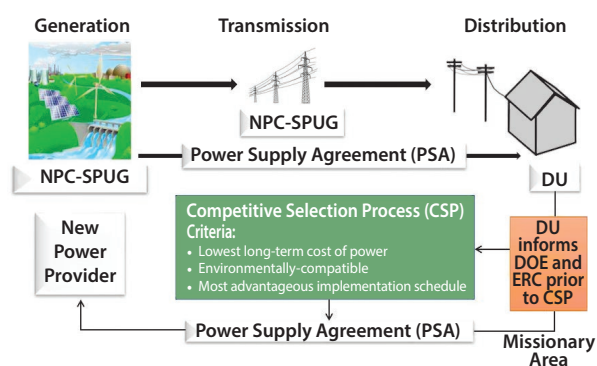 Generation
Transmission
Distribution
NPC-SPUG
Power Supply Agreement (PSA)
NPC-SPUG
DU
New
Power
Provider
Competitive Selection Process (CSP)
Criteria:
• Lowest long-term cost of power
• Environmentally-compatible
• Most advantageous implementation schedule
DU
informs
DOE and
ERC prior
to CSP
Power Supply Agreement (PSA)
Missionary
Area